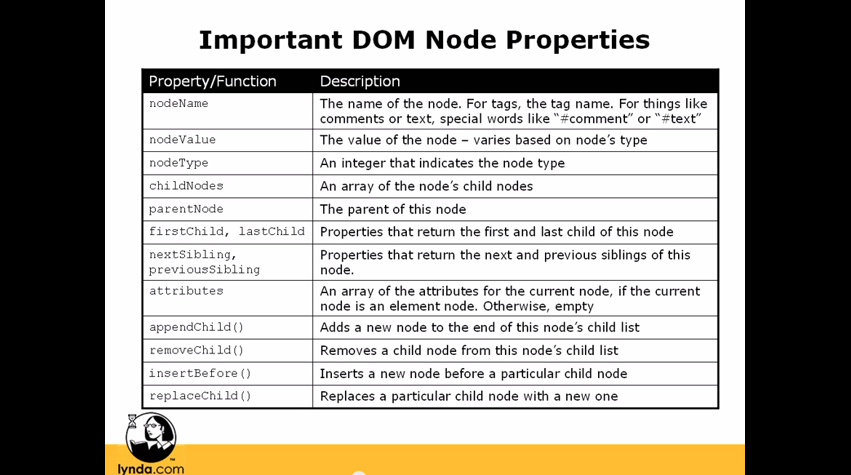 Important DOM Node Properties
Property/Function Description
nodeName The name of the node. For tags, the tag name. For things like
comments or text, special words like “#comment” or “#text”
nodeValue The value of the node – varies based on node’s type
nodeType An integer that indicates the node type
childNodes An array of the node’s child nodes
parentNode The parent of this node
firstChild, lastChild Properties that return the first and last child of this node
nextSibling, Properties that return the next and previous siblings of this
previousSibling node.
attributes An array of the attributes for the current node, if the current
node is an element node. Otherwise, empty
appendChild() Adds a new node to the end of this node’s child list
removeChild() Removes a child node from this node’s child list
insertBefore() Inserts a new node before a particular child node
replaceChild() Replaces a particular child node with a new one
lynda.com